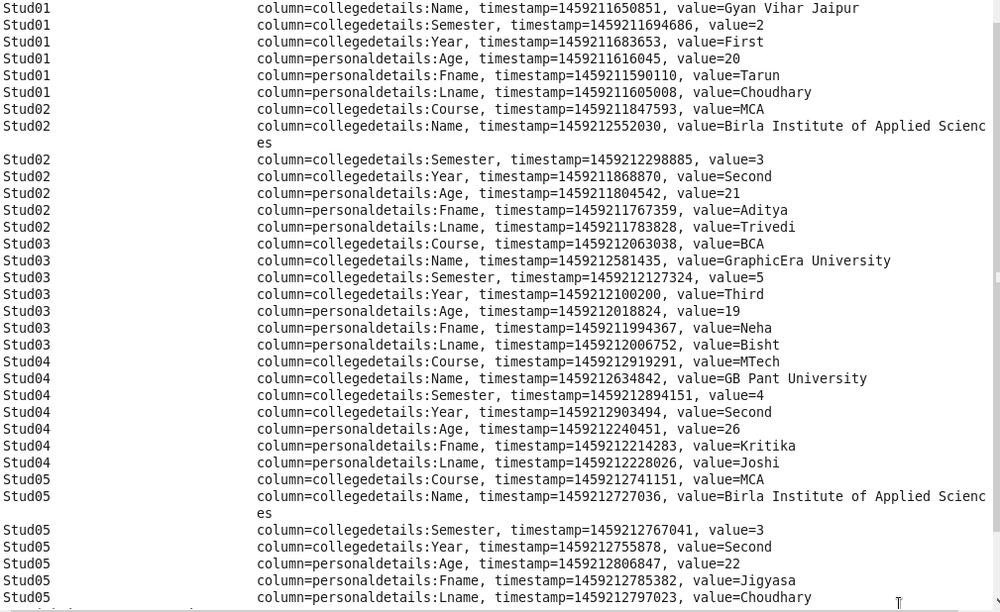 Stud01 column=collegedetails:Name, timestamp=1459211650851, value=Gyan Vihar Jaipur
Stud01 column=collegedetails:Semester, timestamp=1459211694686, value=2
Stud01 column=collegedetails:Year, timestamp=1459211683653, value=First
Stud01 column=personaldetails:Age, timestamp=1459211616045, value=20
Stud01 column=personaldetails:Fname, timestamp=1459211590110, value=Tarun
Stud01 column=personaldetails:Lname, timestamp=1459211605008, value=Choudhary
Stud02 column=collegedetails:Course, timestamp=1459211847593, value=MCA
Stud02 column=collegedetails:Name, timestamp=1459212552030, value=Birla Institute of Applied Scienc
es
Stud02 column=collegedetails:Semester, timestamp=1459212298885, value=3
Stud02 column=collegedetails:Year, timestamp=1459211868870, value=Second
Stud02 column=personaldetails:Age, timestamp=1459211804542, value=21
Stud02 column=personaldetails:Fname, timestamp=1459211767359, value=Aditya
Stud02 column=personaldetails:Lname, timestamp=1459211783828, value=Trivedi
Stud03 column=collegedetails:Course, timestamp=1459212063038, value=BCA
Stud03 column=collegedetails:Name, timestamp=1459212581435, value=GraphicEra University
Stud03 column=collegedetails:Semester, timestamp=1459212127324, value=5
Stud03 column=collegedetails:Year, timestamp=1459212100200, value=Third
Stud03 column=personaldetails:Age, timestamp=1459212018824, value=19
Stud03 column=personaldetails:Fname, timestamp=1459211994367, value=Neha
Stud03 column=personaldetails:Lname, timestamp=1459212006752, value=Bisht
Stud04 column=collegedetails:Course, timestamp=1459212919291, value=MTech
Stud04 column=collegedetails:Name, timestamp=1459212634842, value=GB Pant University
Stud04 column=collegedetails:Semester, timestamp=1459212894151, value=4
Stud04 column=collegedetails:Year, timestamp=1459212903494, value=Second
Stud04 column=personaldetails:Age, timestamp=1459212240451, value=26
Stud04 column=personaldetails:Fname, timestamp=1459212214283, value=Kritika
Stud04 column=personaldetails:Lname, timestamp=1459212228026, value=Joshi
Stud05 column=collegedetails:Course, timestamp=1459212741151, value=MCA
Stud05 column=collegedetails:Name, timestamp=1459212727036, value=Birla Institute of Applied Scienc
es
Stud05 column=collegedetails:Semester, timestamp=1459212767041, value=3
Stud05 column=collegedetails:Year, timestamp=1459212755878, value=Second
Stud05 column=personaldetails:Age, timestamp=1459212806847, value=22
Stud05 column=personaldetails:Fname, timestamp=1459212785382, value=Jigyasa
Stud05 column=personaldetails:Lname, timestamp=1459212797023, value=Choudhary